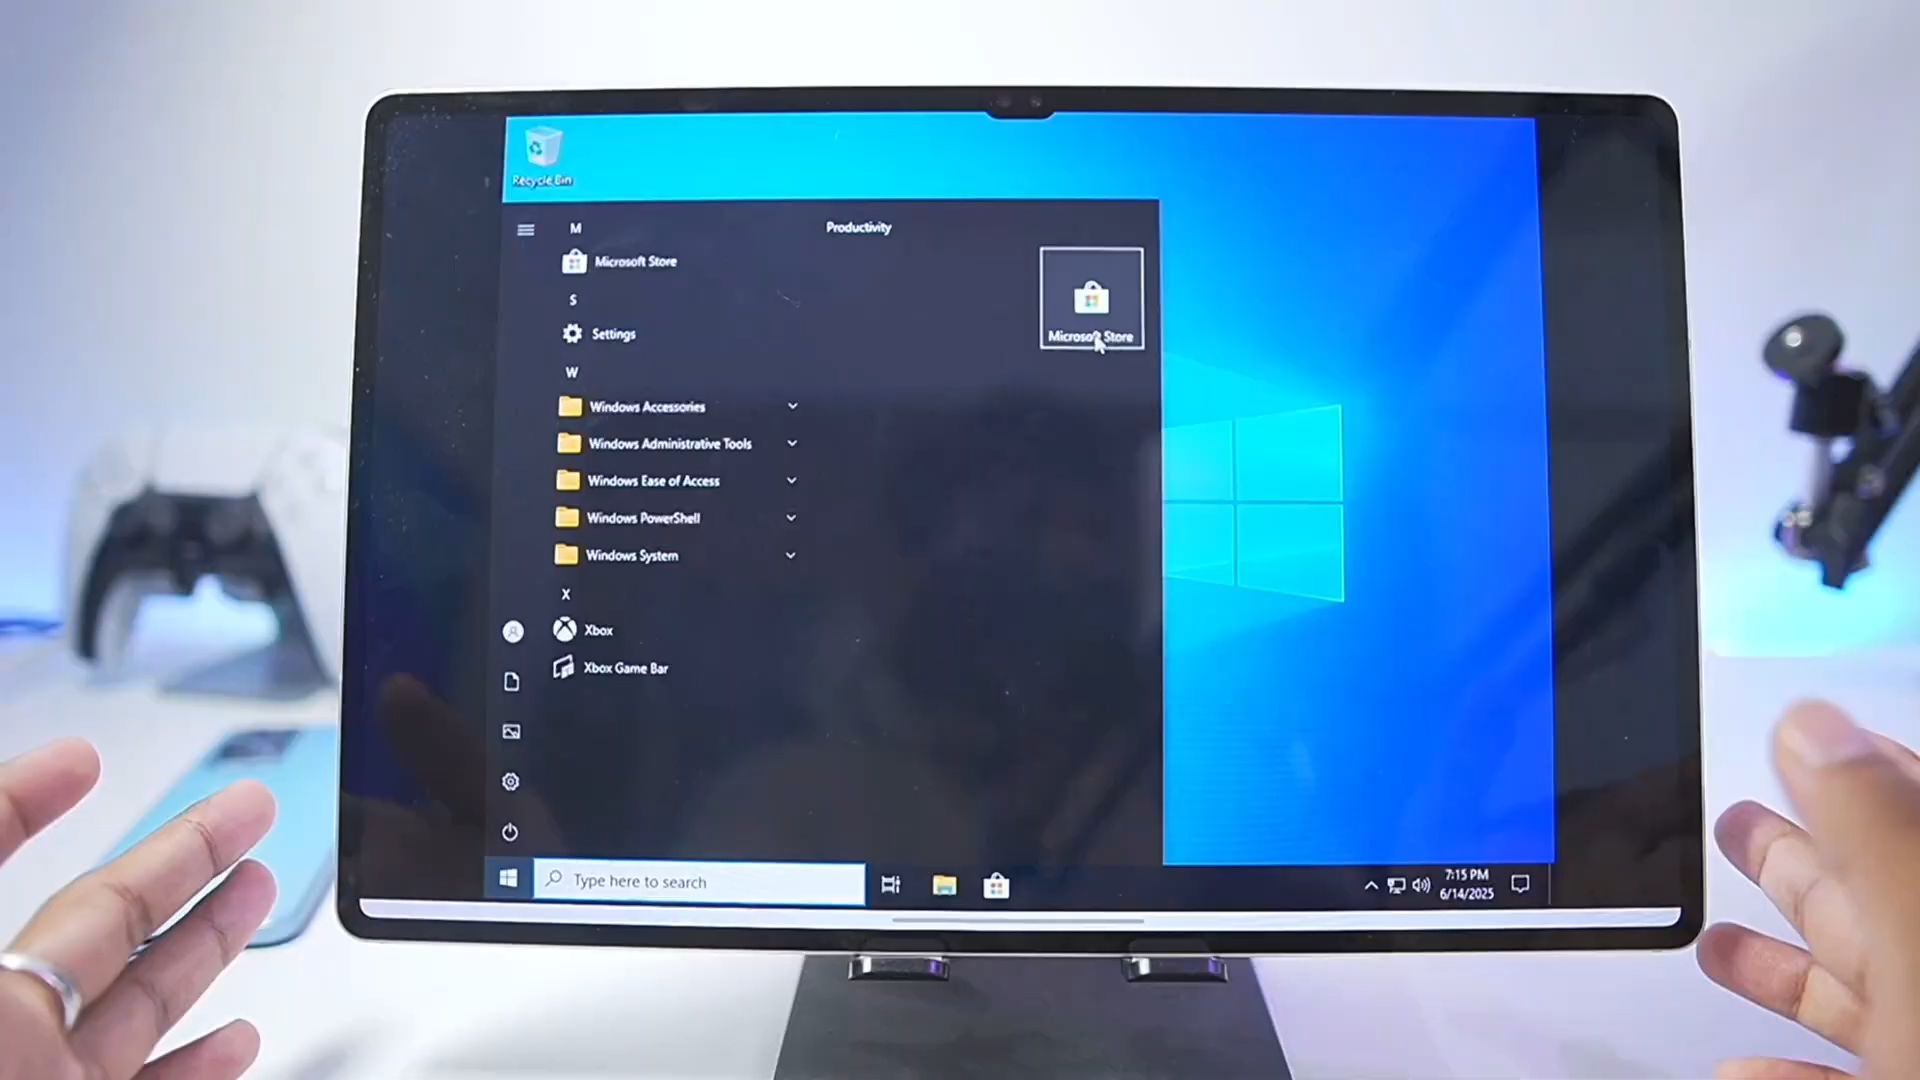 Recycle Bin
M
Productivity
Microsoft Store
Microsoft Store
S
Settings
W
Windows Accessories
Windows Administrative Tools
Windows Ease of Access
Windows PowerShell
Windows System
X
Xbox
Xbox Game Bar
Type here to search
7:15 PM
6/14/2025